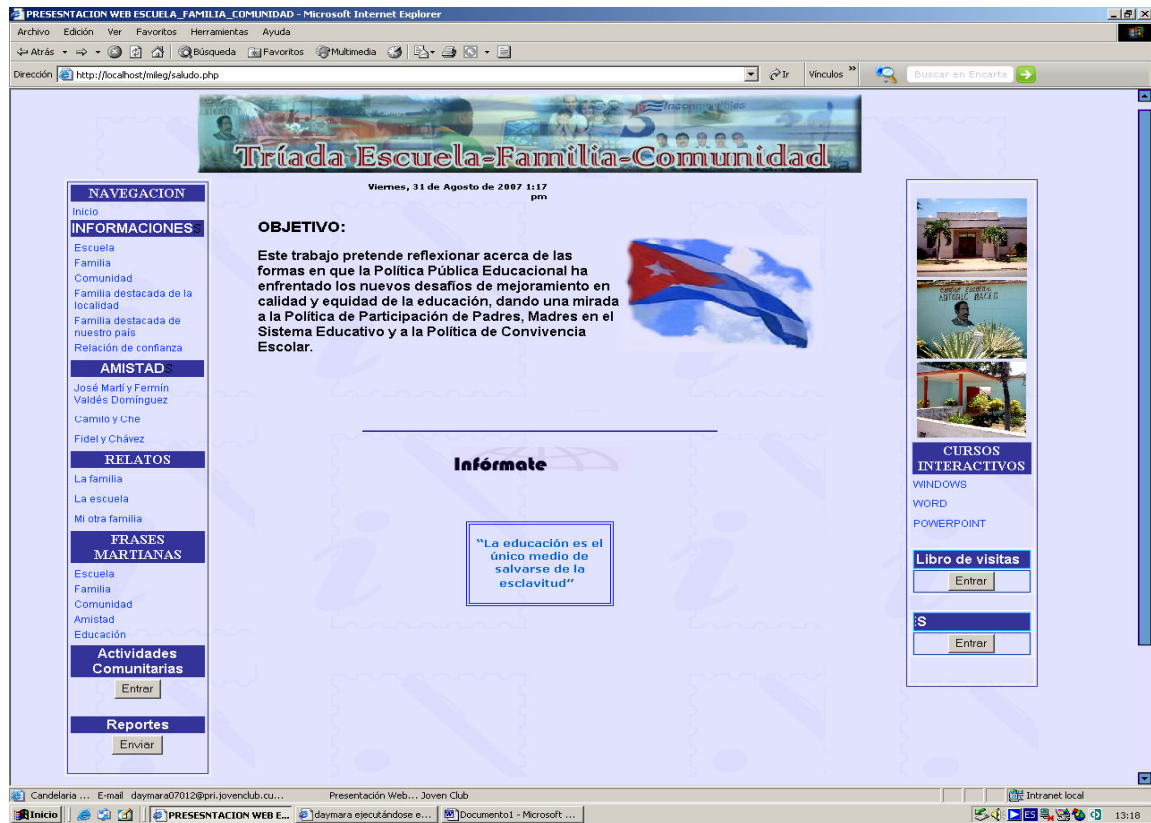 PRESESNTACION WEB ESCUELA_FAMILIA_COMUNIDAD - Microsoft Internet Explorer
Archivo Edición Ver Favoritos Herramientas Ayuda
Atrás Búsqueda Favoritos Multimedia
Dirección http://localhost/mileg/saludo.php Ir Vínculos » Buscar en Encarta
Incompatibles
Tríada Escuela-Familia-Comunidad
Viernes, 31 de Agosto de 2007 1:17
pm
NAVEGACION
Inicio
INFORMACIONES
Escuela
Familia
Comunidad
Familia destacada de la
localidad
Familia destacada de
nuestro país
Relación de confianza
AMISTAD
José Martí y Fermín
Valdés Domínguez
Camilo y Che
Fidel y Chávez
RELATOS
La familia
La escuela
Mi otra familia
FRASES
MARTIANAS
Escuela
Familia
Comunidad
Amistad
Educación
Actividades
Comunitarias
Entrar
Reportes
Enviar
OBJETIVO:
Este trabajo pretende reflexionar acerca de las
formas en que la Política Pública Educacional ha
enfrentado los nuevos desafíos de mejoramiento en
calidad y equidad de la educación, dando una mirada
a la Política de Participación de Padres, Madres en el
Sistema Educativo y a la Política de Convivencia
Escolar.
Infórmate
"La educación es el
único medio de
salvarse de la
esclavitud"
Centro Escolar
ANTONIO MACEO
CURSOS
INTERACTIVOS
WINDOWS
WORD
POWERPOINT
Libro de visitas
Entrar
S
Entrar
Candelaria ... E-mail daymara07012@pri.jovenclub.cu... Presentación Web... Joven Club
Intranet local
Inicio PRESESNTACION WEB E... daymara ejecutándose e... Documento1 - Microsoft ... ES 13:18